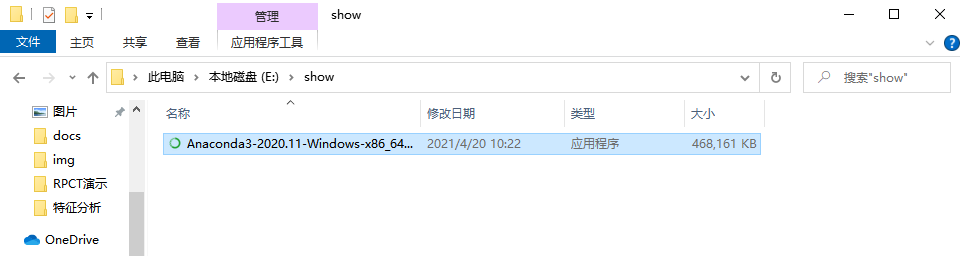 管理
show
文件
主页
共享
查看
应用程序工具
此电脑
本地磁盘 (E:)
show
搜索"show"
图片
docs
img
RPCT演示
特征分析
OneDrive
名称
修改日期
类型
大小
Anaconda3-2020.11-Windows-x86_64...
2021/4/20 10:22
应用程序
468,161 KB